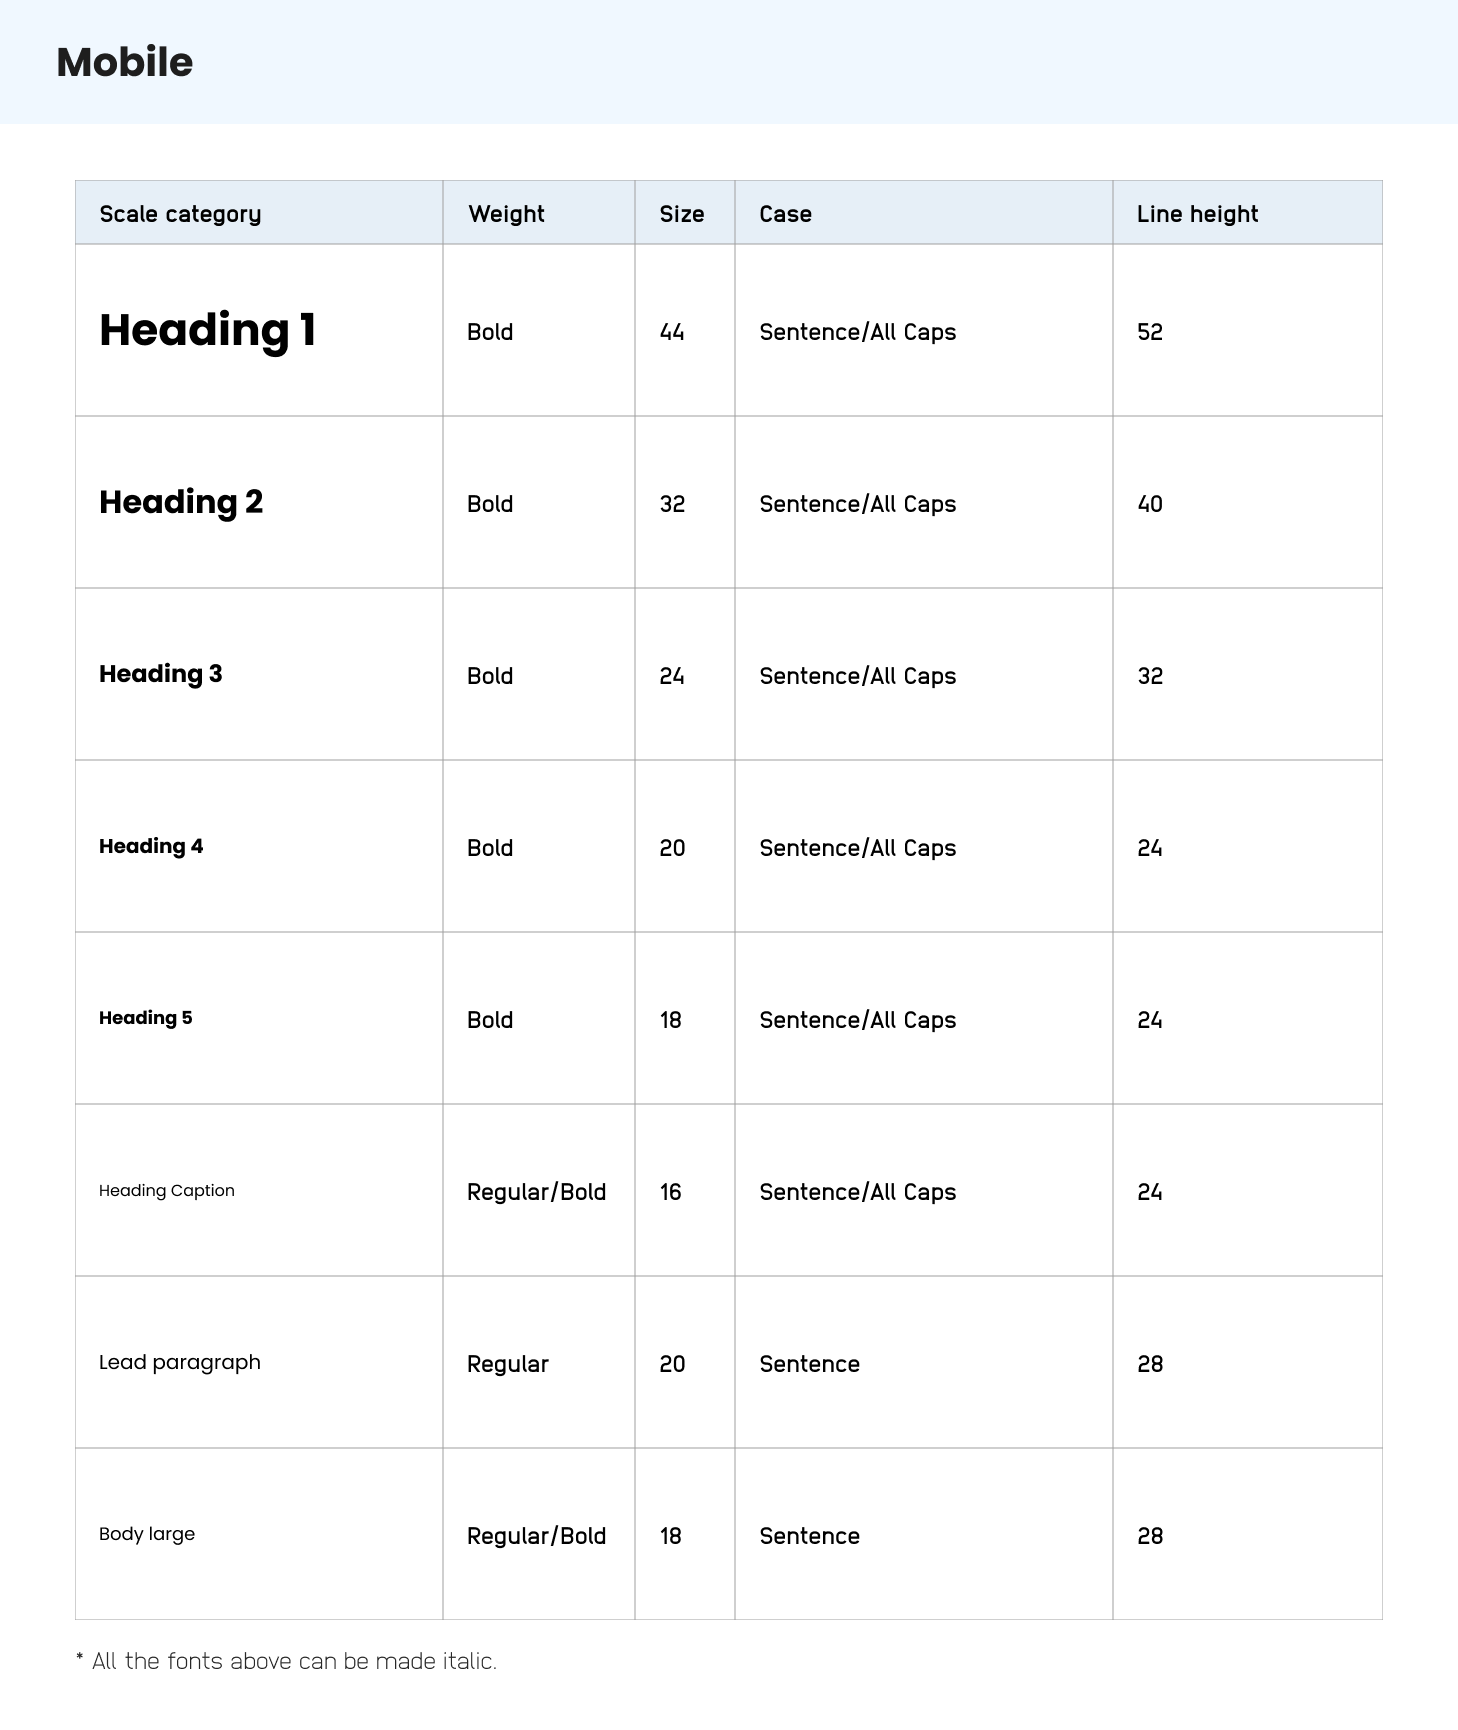 Mobile
Scale category Weight Size Case Line height
Heading 1 Bold 44 Sentence/All Caps 52
Heading 2 Bold 32 Sentence/All Caps 40
Heading 3 Bold 24 Sentence/All Caps 32
Heading 4 Bold 20 Sentence/All Caps 24
Heading 5 Bold 18 Sentence/All Caps 24
Heading Caption Regular/Bold 16 Sentence/All Caps 24
Lead paragraph Regular 20 Sentence 28
Body large Regular/Bold 18 Sentence 28
* All the fonts above can be made italic.